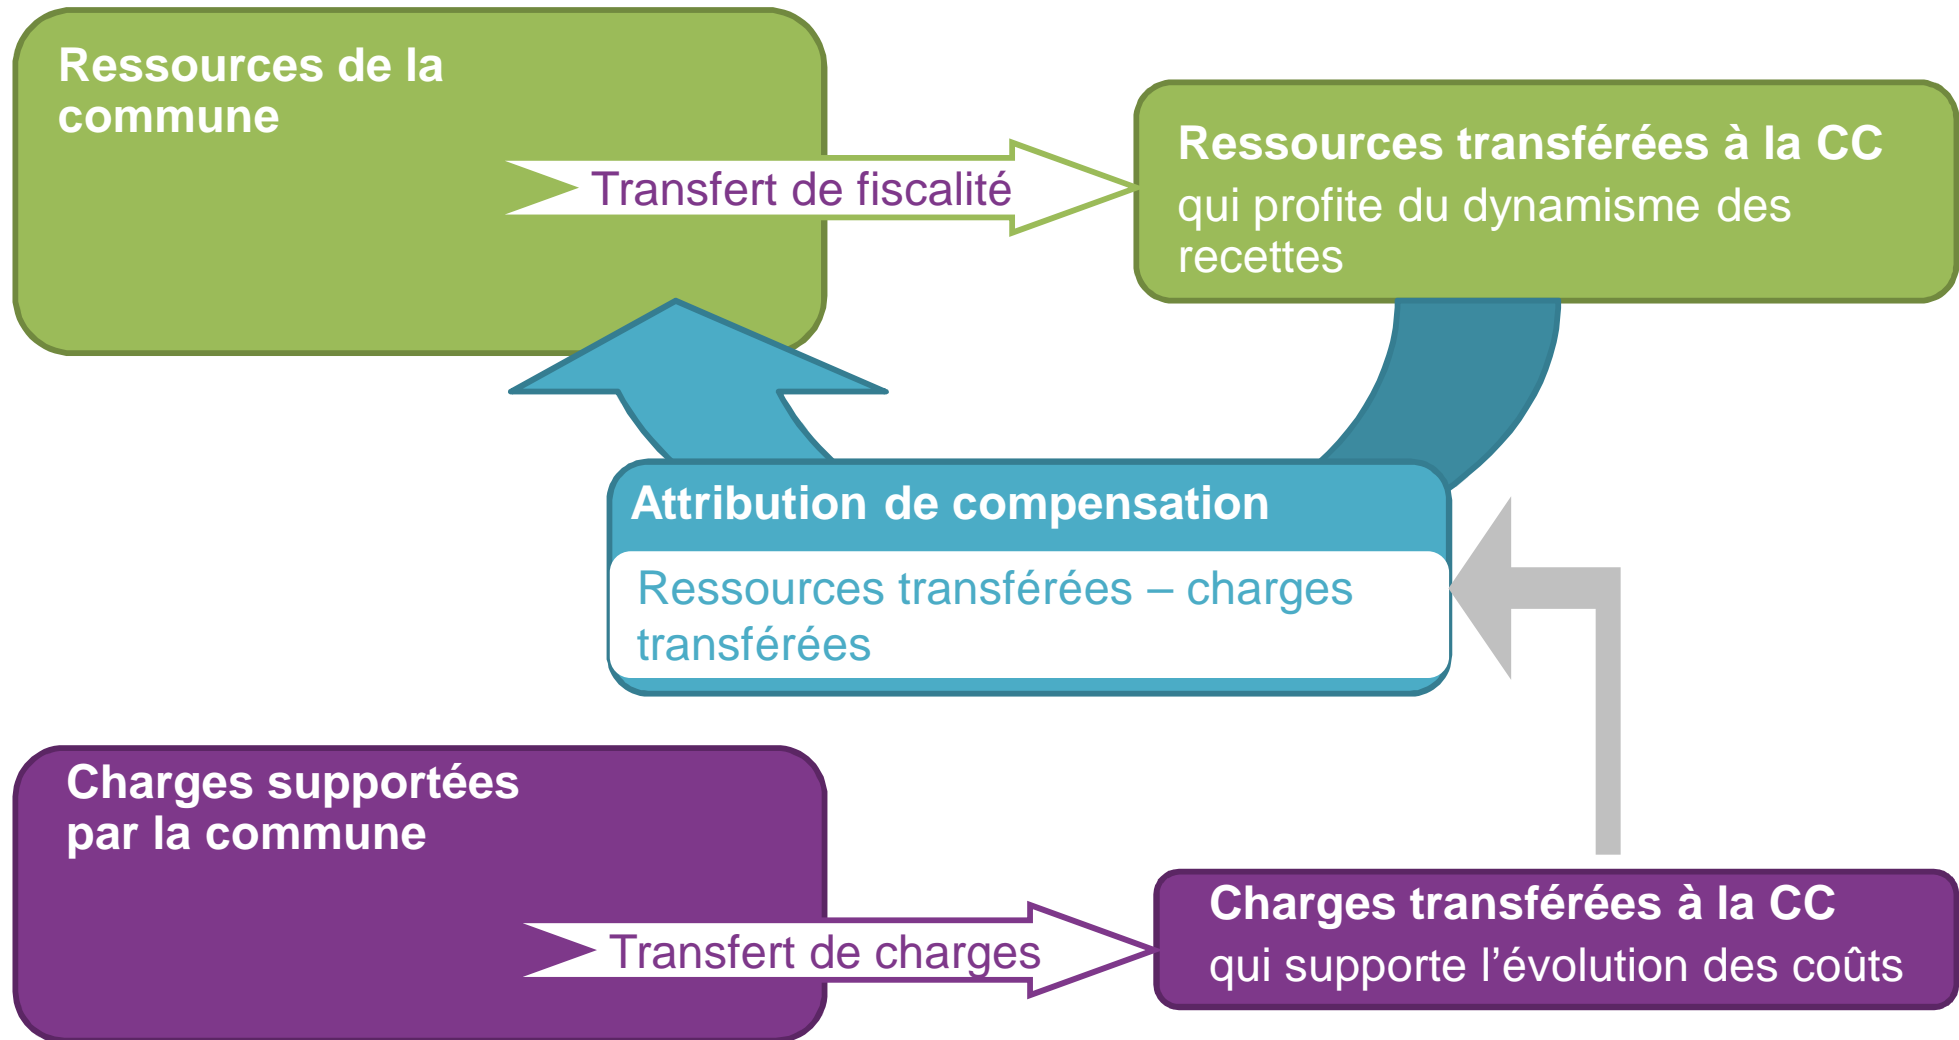 Ressources de la
commune
Transfert de fiscalité
Ressources transférées à la CC
qui profite du dynamisme des
recettes
Attribution de compensation
Ressources transférées – charges
transférées
Charges supportées
par la commune
Transfert de charges
Charges transférées à la CC
qui supporte l’évolution des coûts